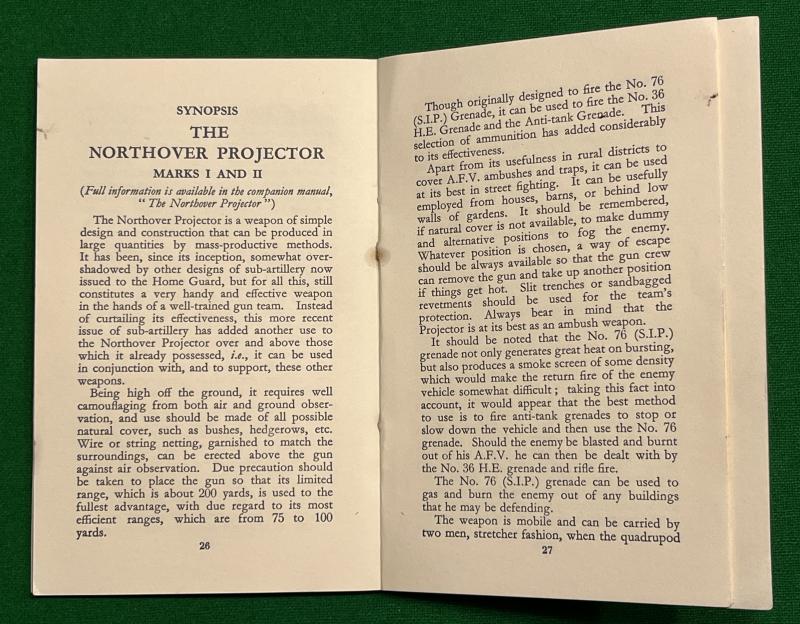 SYNOPSIS
THE
NORTHOVER PROJECTOR
MARKS I AND II
(Full information is available in the companion manual,
“ The Northover Projector ”)
The Northover Projector is a weapon of simple
design and construction that can be produced in
large quantities by mass-productive methods.
It has been, since its inception, somewhat over-
shadowed by other designs of sub-artillery now
issued to the Home Guard, but for all this, still
constitutes a very handy and effective weapon
in the hands of a well-trained gun team. Instead
of curtailing its effectiveness, this more recent
issue of sub-artillery has added another use to
the Northover Projector over and above those
which it already possessed, i.e., it can be used
in conjunction with, and to support, these other
weapons.
Being high off the ground, it requires well
camouflaging from both air and ground obser-
vation, and use should be made of all possible
natural cover, such as bushes, hedgerows, etc.
Wire or string netting, garnished to match the
surroundings, can be erected above the gun
against air observation. Due precaution should
be taken to place the gun so that its limited
range, which is about 200 yards, is used to the
fullest advantage, with due regard to its most
efficient ranges, which are from 75 to 100
yards.
26
Though originally designed to fire the No. 76
(S.I.P.) Grenade, it can be used to fire the No. 36
H.E. Grenade and the Anti-tank Grenade. This
selection of ammunition has added considerably
to its effectiveness.
Apart from its usefulness in rural districts to
cover A.F.V. ambushes and traps, it can be used
at its best in street fighting. It can be usefully
employed from houses, barns, or behind low
walls of gardens. It should be remembered,
if natural cover is not available, to make dummy
and alternative positions to fog the enemy.
Whatever position is chosen, a way of escape
should be always available so that the gun crew
can remove the gun and take up another position
if things get hot. Slit trenches or sandbagged
revetments should be used for the team's
protection. Always bear in mind that the
Projector is at its best as an ambush weapon.
It should be noted that the No. 76 (S.I.P.)
grenade not only generates great heat on bursting,
but also produces a smoke screen of some density
which would make the return fire of the enemy
vehicle somewhat difficult ; taking this fact into
account, it would appear that the best method
to use is to fire anti-tank grenades to stop or
slow down the vehicle and then use the No. 76
grenade. Should the enemy be blasted and burnt
out of his A.F.V. he can then be dealt with by
the No. 36 H.E. grenade and rifle fire.
The No. 76 (S.I.P.) grenade can be used to
gas and burn the enemy out of any buildings
that he may be defending.
The weapon is mobile and can be carried by
two men, stretcher fashion, when the quadrupod
27